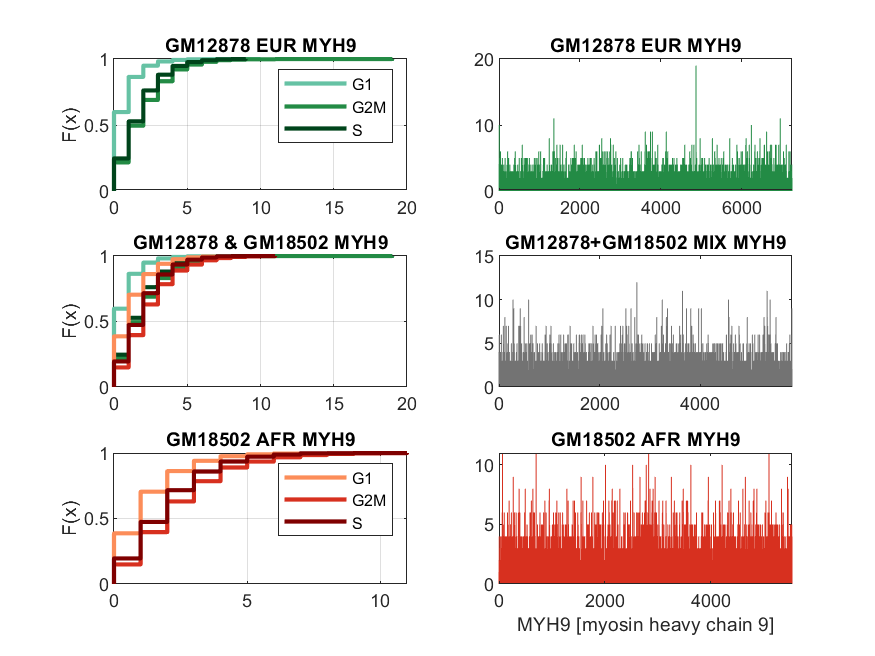 GM12878 EUR MYH9
F(x)
1
0.5
0
0 5 10 15 20
G1
G2M
S
GM12878 EUR MYH9
20
10
0
0 2000 4000 6000
GM12878 & GM18502 MYH9
F(x)
1
0.5
0
0 5 10 15 20
GM12878+GM18502 MIX MYH9
15
10
5
0
0 2000 4000
GM18502 AFR MYH9
F(x)
1
0.5
0
0 5 10
G1
G2M
S
GM18502 AFR MYH9
10
5
0
0 2000 4000
MYH9 [myosin heavy chain 9]